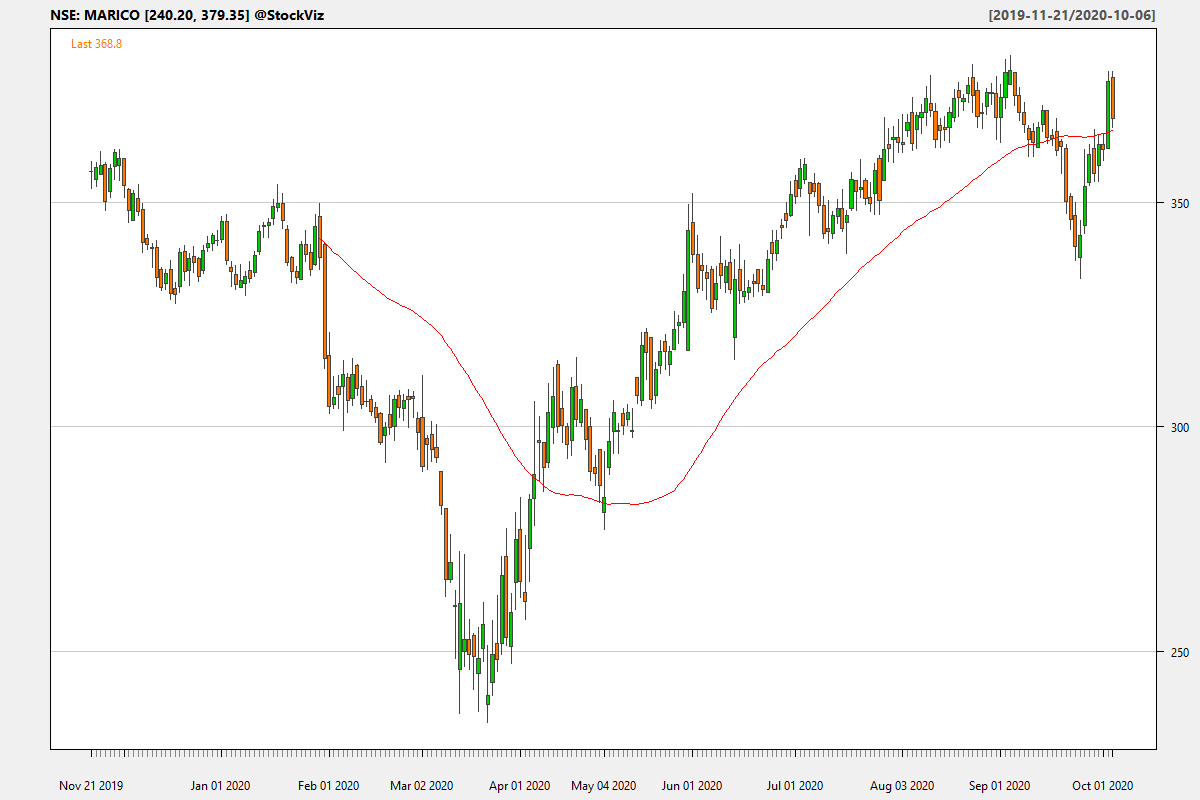 NSE: MARICO [240.20, 379.35] @StockViz [2019-11-21/2020-10-06]
Last 368.8
350
300
250
Nov 21 2019 Jan 01 2020 Feb 01 2020 Mar 02 2020 Apr 01 2020 May 04 2020 Jun 01 2020 Jul 01 2020 Aug 03 2020 Sep 01 2020 Oct 01 2020